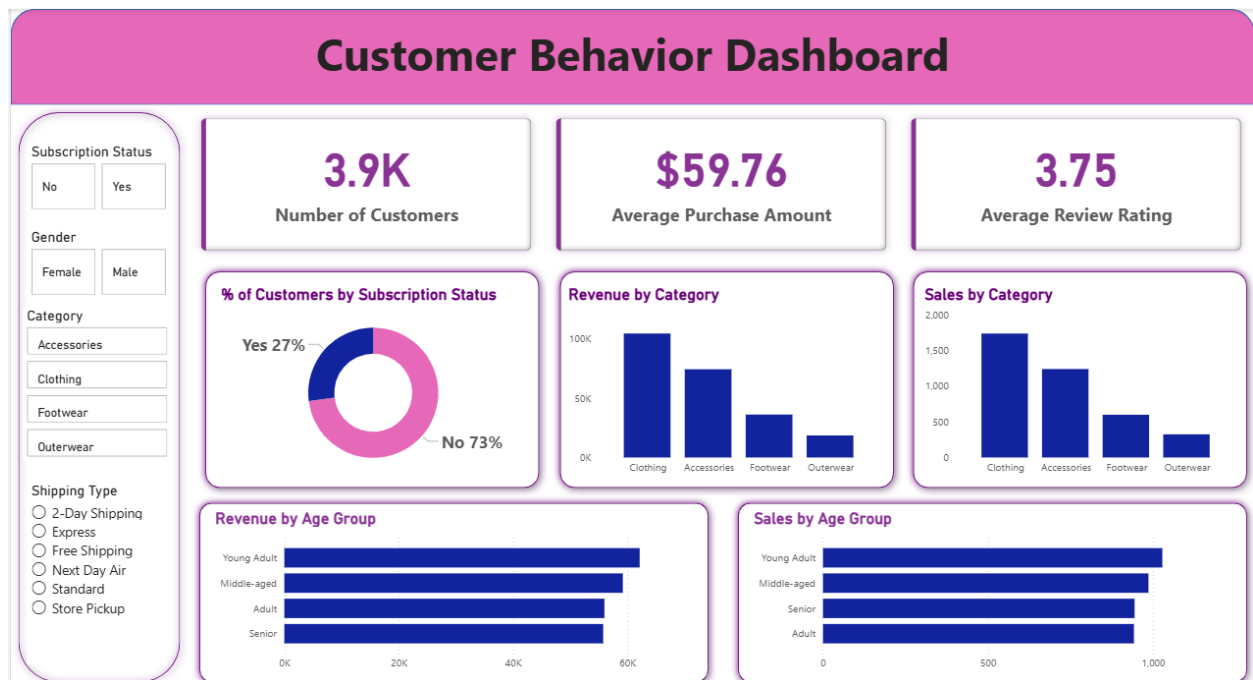 Customer Behavior Dashboard
Subscription Status
No
Yes
Gender
Female
Male
Category
Accessories
Clothing
Footwear
Outerwear
Shipping Type
2-Day Shipping
Express
Free Shipping
Next Day Air
Standard
Store Pickup
3.9K
Number of Customers
$59.76
Average Purchase Amount
3.75
Average Review Rating
% of Customers by Subscription Status
Yes 27%
No 73%
Revenue by Category
100K
50K
0K
Clothing Accessories Footwear Outerwear
Sales by Category
2,000
1,500
1,000
500
0
Clothing Accessories Footwear Outerwear
Revenue by Age Group
Young Adult
Middle-aged
Adult
Senior
0K 20K 40K 60K
Sales by Age Group
Young Adult
Middle-aged
Senior
Adult
0 500 1,000